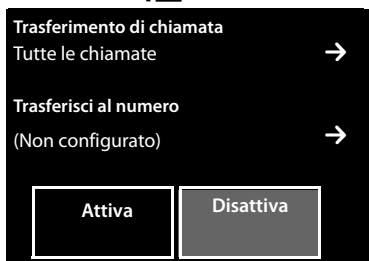 Trasferimento di chiamata
Tutte le chiamate
Trasferisci al numero
(Non configurato)
Attiva
Disattiva